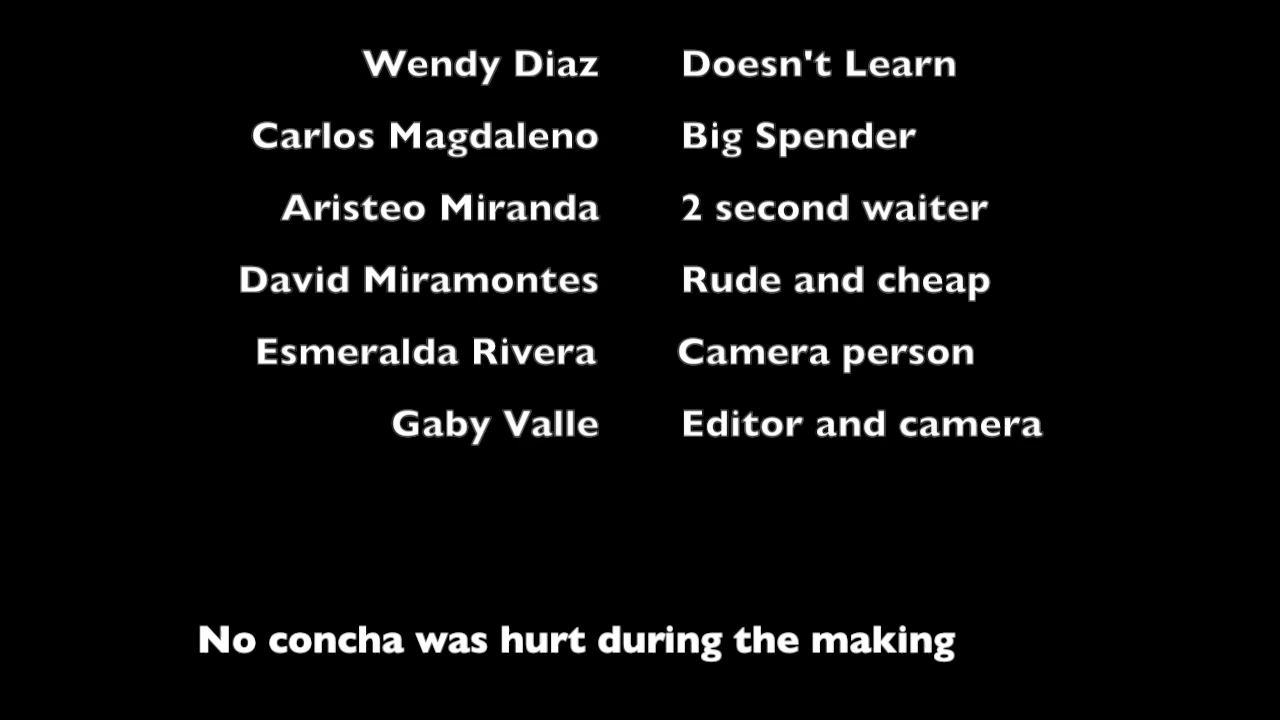 Wendy Diaz Doesn't Learn
Carlos Magdaleno Big Spender
Aristeo Miranda 2 second waiter
David Miramontes Rude and cheap
Esmeralda Rivera Camera person
Gaby Valle Editor and camera
No concha was hurt during the making